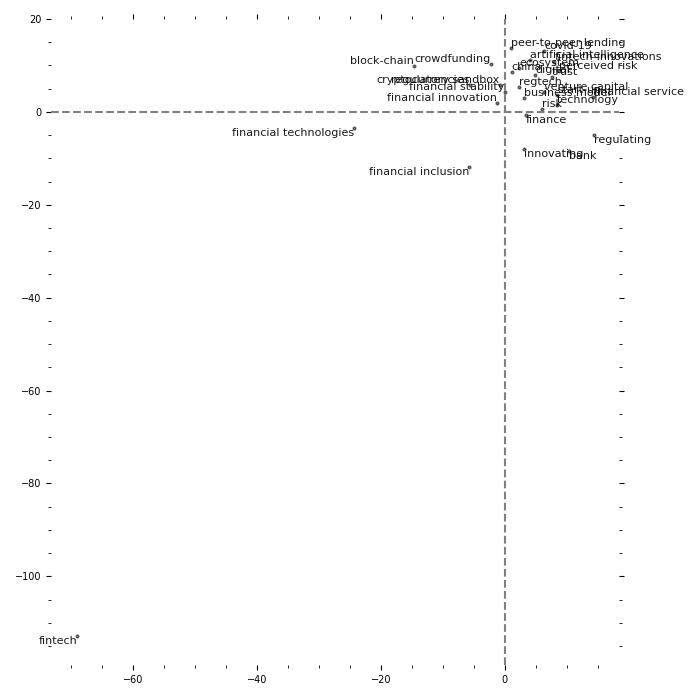 20
peer-to-peer lending
covid-19
artificial intelligence
fintech-innovations
block-chain
crowdfunding
ecosystem
china
perceived risk
digital
trust
cryptocurrencies
regulatory sandbox
regtech
financial stability
venture capital
financial service
business model
financial innovation
technology
risk
0
finance
financial technologies
regulating
innovating
bank
financial inclusion
−20
−40
−60
−80
−100
fintech
−60
−40
−20
0